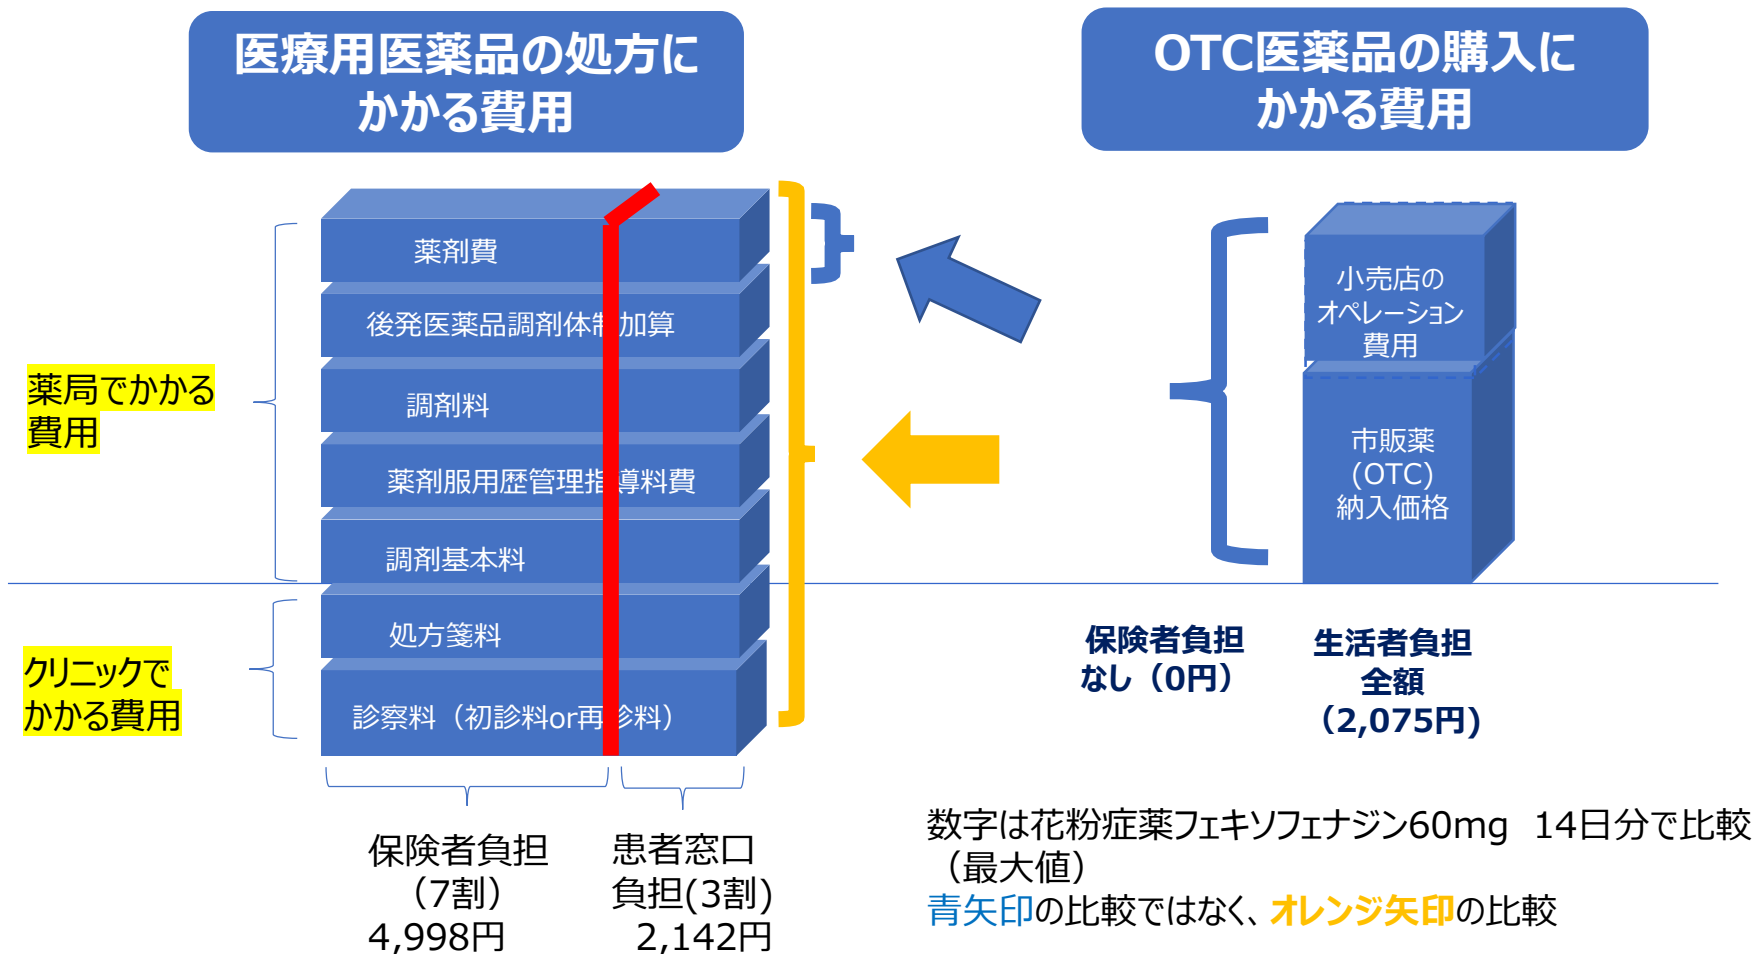 医療用医薬品の処方に
かかる費用
OTC医薬品の購入に
かかる費用
薬剤費
後発医薬品調剤体制加算
調剤料
薬剤服用歴管理指導料費
調剤基本料
処方箋料
診察料（初診料or再診料）
薬局でかかる
費用
クリニックで
かかる費用
保険者負担
（7割）
4,998円
患者窓口
負担(3割)
2,142円
小売店の
オペレーション
費用
市販薬
(OTC)
納入価格
保険者負担
なし（0円）
生活者負担
全額
（2,075円)
数字は花粉症薬フェキソフェナジン60mg 14日分で比較
（最大値）
青矢印の比較ではなく、オレンジ矢印の比較